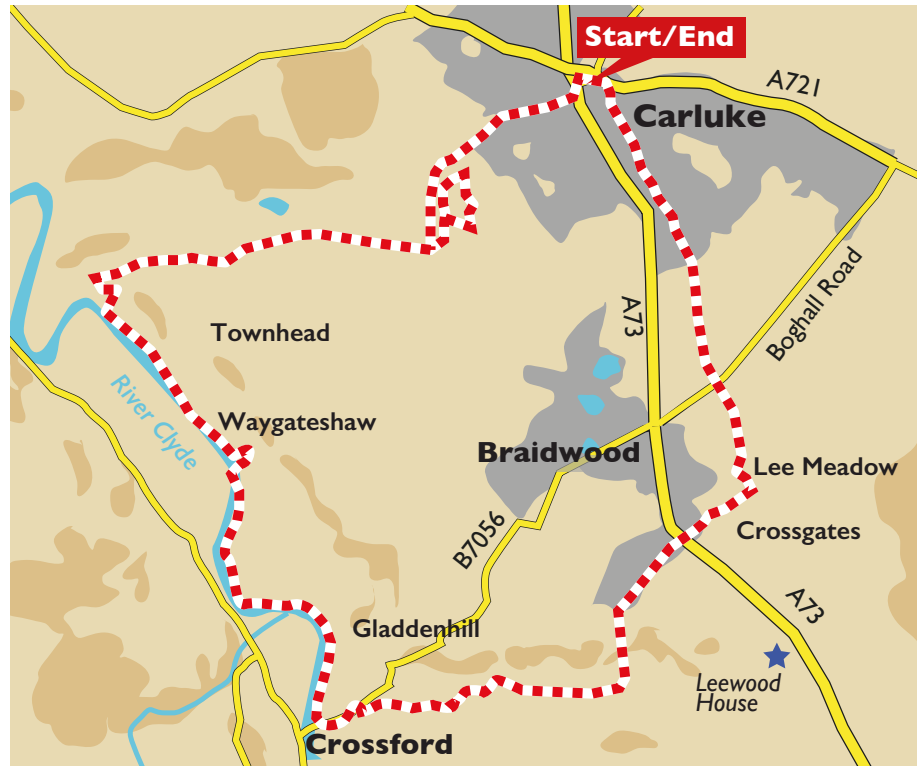 Start/End
A721
Carluke
Boghall Road
A73
Townhead
River Clyde
Waygateshaw
Braidwood
Lee Meadow
B7056
Crossgates
A73
Gladdenhill
Leewood
House
Crossford